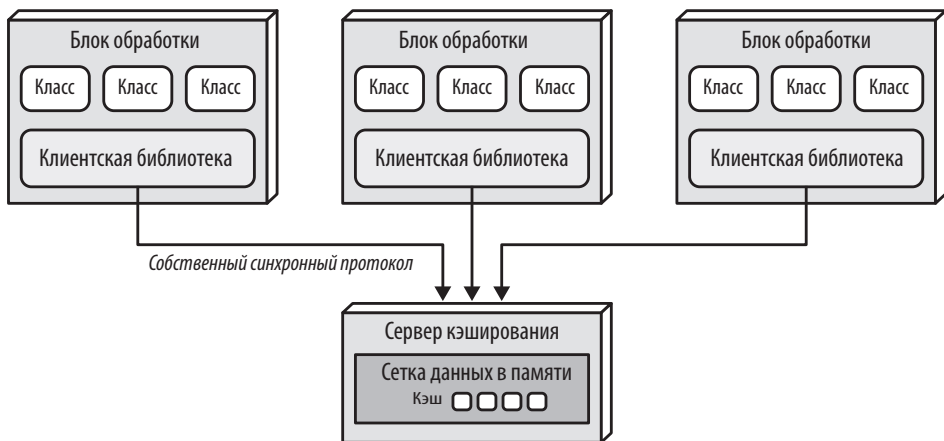 Блок обработки
Класс Класс Класс
Клиентская библиотека
Блок обработки
Класс Класс Класс
Клиентская библиотека
Блок обработки
Класс Класс Класс
Клиентская библиотека
Собственный синхронный протокол
Сервер кэширования
Сетка данных в памяти
Кэш